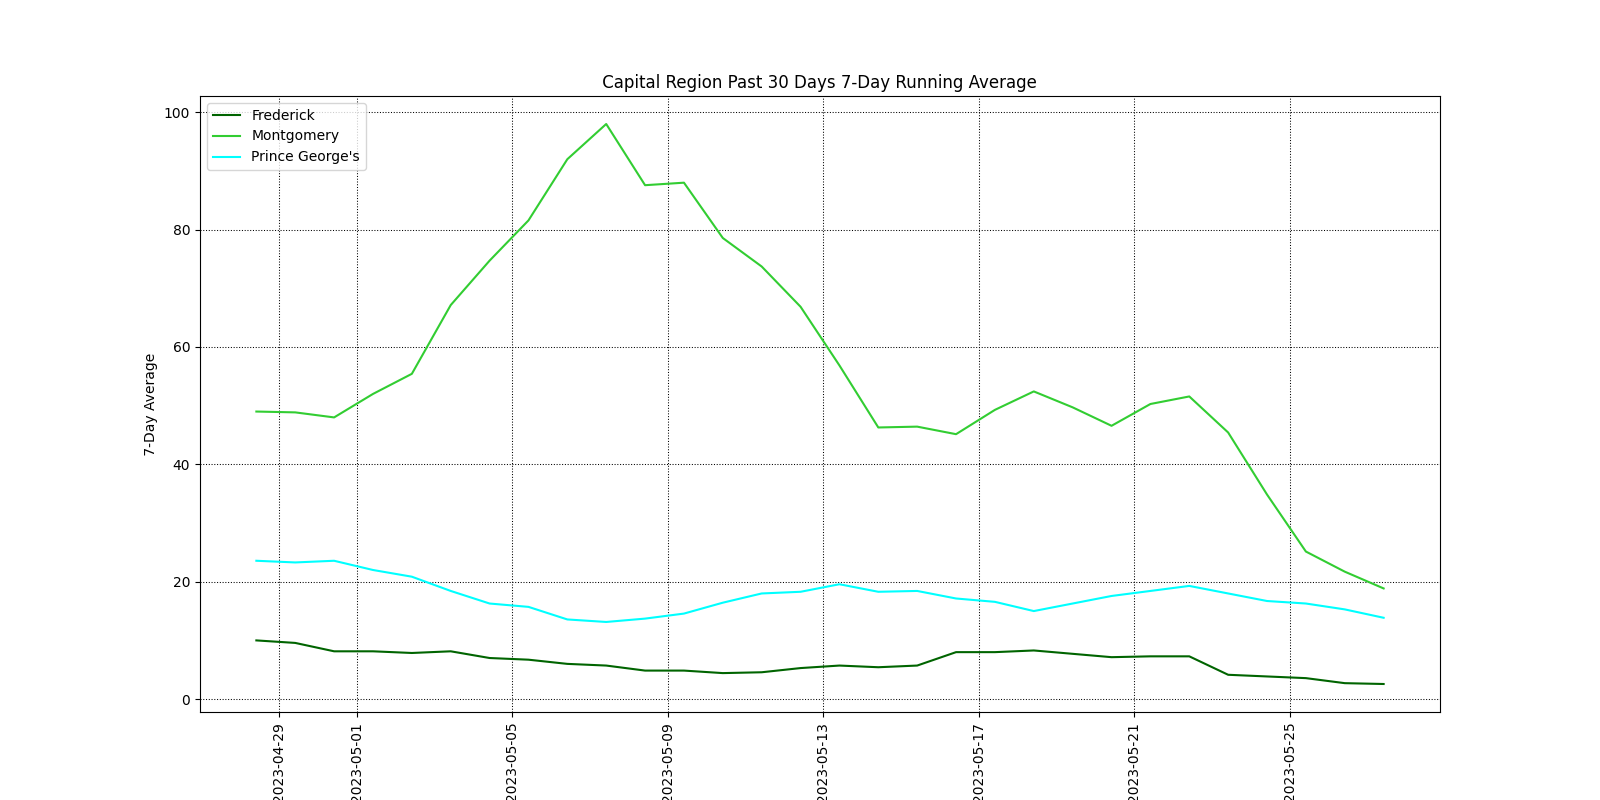 Capital Region Past 30 Days 7-Day Running Average
Frederick
Montgomery
Prince George's
7-Day Average
100
80
60
40
20
0
2023-04-29
2023-05-01
2023-05-05
2023-05-09
2023-05-13
2023-05-17
2023-05-21
2023-05-25